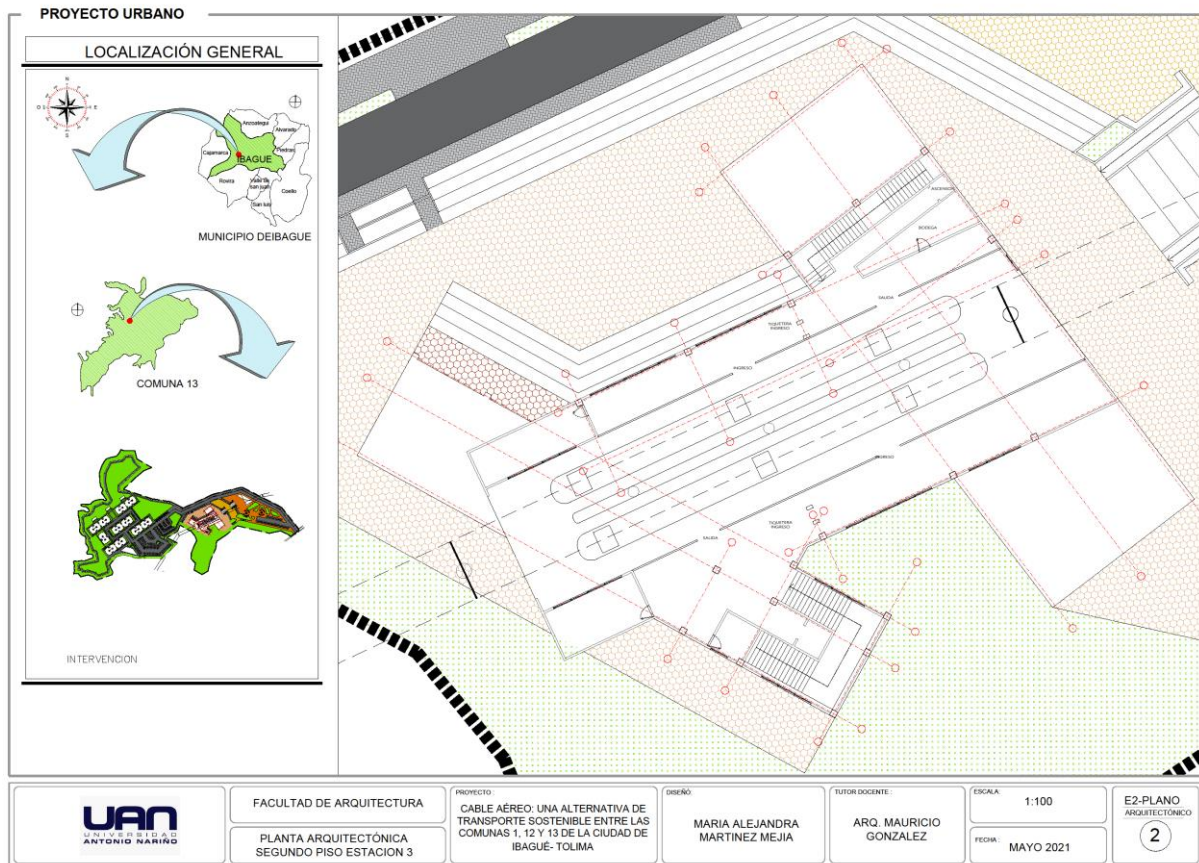 PROYECTO URBANO
LOCALIZACIÓN GENERAL
N
O
E
S
Anzoategui
Alvarado
Cajamarca
Piedras
IBAGUE
Rovira
Valle de
san juan
Coello
San luis
MUNICIPIO DEIBAGUE
COMUNA 13
INTERVENCION
ASCENSOR
BODEGA
SALIDA
TAQUILLERA
INGRESO
INGRESO
INGRESO
INGRESO
SALIDA
UAN
UNIVERSIDAD
ANTONIO NARIÑO
FACULTAD DE ARQUITECTURA
PLANTA ARQUITECTÓNICA
SEGUNDO PISO ESTACION 3
PROYECTO :
CABLE AÉREO: UNA ALTERNATIVA DE
TRANSPORTE SOSTENIBLE ENTRE LAS
COMUNAS 1, 12 Y 13 DE LA CIUDAD DE
IBAGUÉ- TOLIMA
DISEÑO:
MARIA ALEJANDRA
MARTINEZ MEJIA
TUTOR DOCENTE :
ARQ. MAURICIO
GONZALEZ
ESCALA:
1:100
FECHA :
MAYO 2021
E2-PLANO
ARQUITECTÓNICO
2